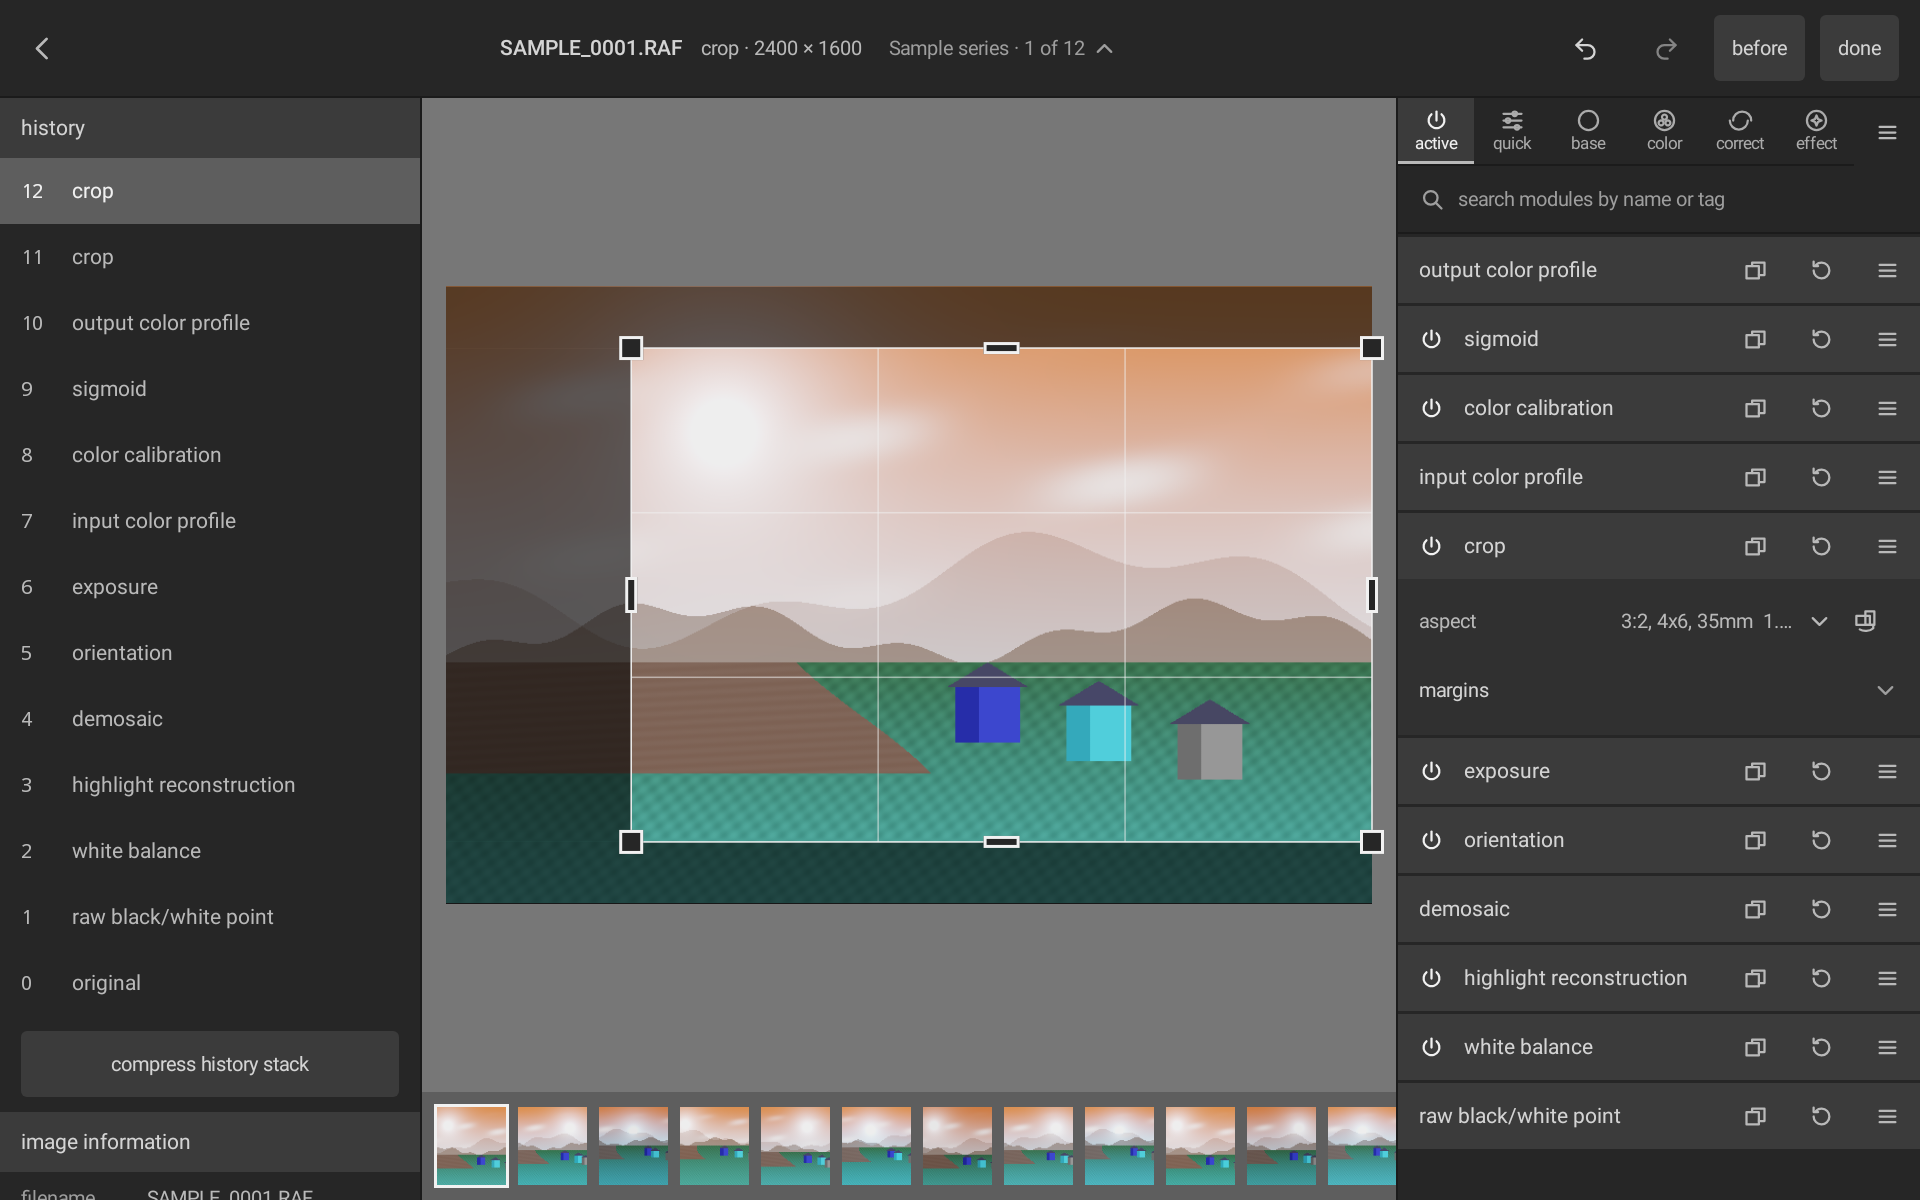 SAMPLE_0001.RAF crop · 2400 × 1600 Sample series · 1 of 12
before
done
history
12 crop
11 crop
10 output color profile
9 sigmoid
8 color calibration
7 input color profile
6 exposure
5 orientation
4 demosaic
3 highlight reconstruction
2 white balance
1 raw black/white point
0 original
compress history stack
image information
filename SAMPLE_0001.RAF
active quick base color correct effect
search modules by name or tag
output color profile
sigmoid
color calibration
input color profile
crop
aspect 3:2, 4x6, 35mm 1....
margins
exposure
orientation
demosaic
highlight reconstruction
white balance
raw black/white point